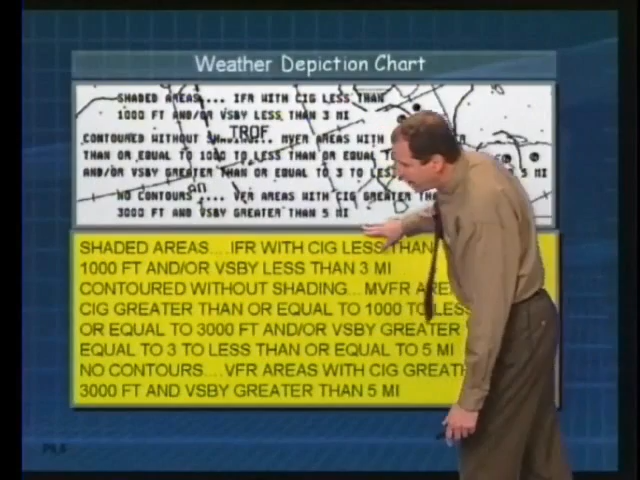 Weather Depiction Chart
SHADED AREAS... IFR WITH CIG LESS THAN
1000 FT AND/OR VSBY LESS THAN 3 MI
TROF
CONTOURED WITHOUT MVFR AREAS WITH
THAN OR EQUAL TO 1000 TO LESS THAN OR EQUAL
AND/OR VSBY GREATER EQUAL TO 3 TO 5 MI
NO CONTOURS.... VFR AREAS WITH CIG GREATER THA
3000 FT AND VSBY GREATER THAN 5 MI
SHADED AREAS....IFR WITH CIG LESS THAN
1000 FT AND/OR VSBY LESS THAN 3 MI
CONTOURED WITHOUT SHADING...MVFR ARE
CIG GREATER THAN OR EQUAL TO 1000 TO LESS
OR EQUAL TO 3000 FT AND/OR VSBY GREATER
EQUAL TO 3 TO LESS THAN OR EQUAL TO 5 MI
NO CONTOURS....VFR AREAS WITH CIG GREAT
3000 FT AND VSBY GREATER THAN 5 MI